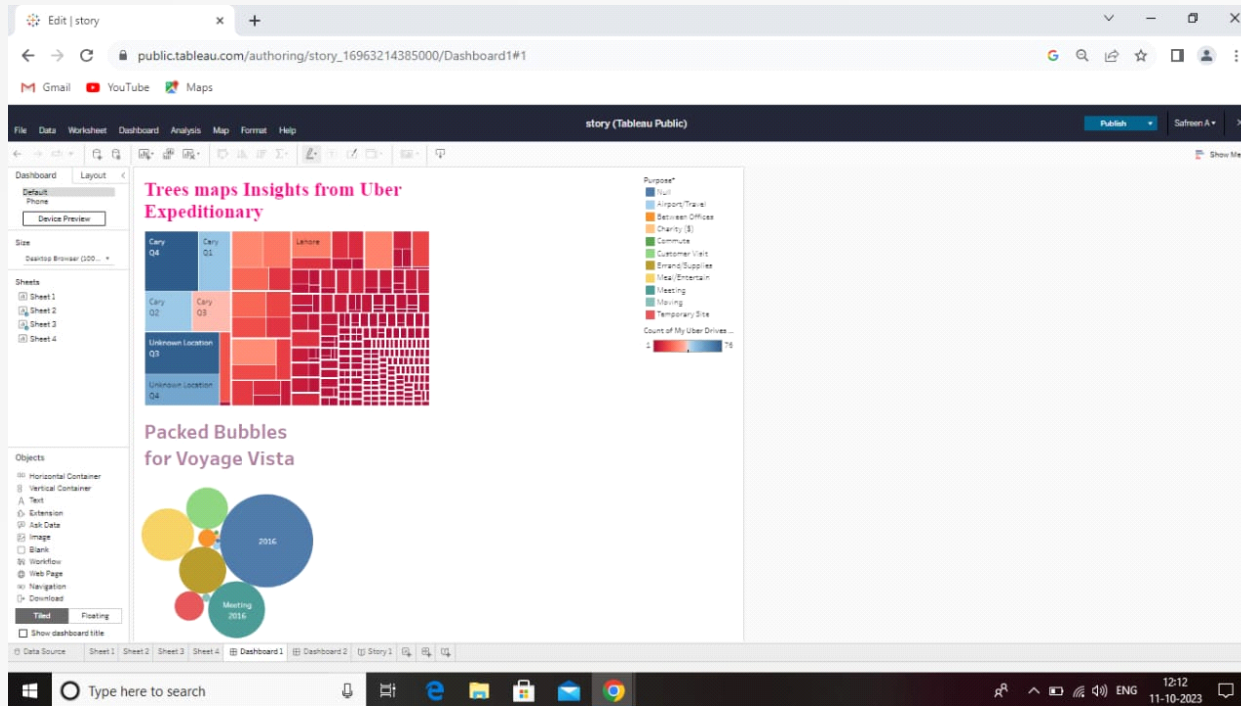 Edit | story
public.tableau.com/authoring/story_16963214385000/Dashboard1#1
Gmail YouTube Maps
story (Tableau Public)
File Data Worksheet Dashboard Analysis Map Format Help
Publish
Safreen A
Show Me
Dashboard Layout
Default
Phone
Device Preview
Size
Desktop Browser (100...
Sheets
Sheet 1
Sheet 2
Sheet 3
Sheet 4
Objects
Horizontal Container
Vertical Container
Text
Extension
Ask Data
Image
Blank
Workflow
Web Page
Navigation
Download
Tiled Floating
Show dashboard title
Trees maps Insights from Uber
Expeditionary
Cary
Q4
Cary
Q1
Lahore
Cary
Q2
Cary
Q3
Unknown Location
Q3
Unknown Location
Q4
Packed Bubbles
for Voyage Vista
2016
Meeting
2016
Purpose*
Null
Airport/Travel
Between Offices
Charity ($)
Commute
Customer Visit
Errand/Supplies
Meal/Entertain
Meeting
Moving
Temporary Site
Count of My Uber Drives ...
1 76
Data Source Sheet 1 Sheet 2 Sheet 3 Sheet 4 Dashboard 1 Dashboard 2 Story 1
Type here to search
ENG
12:12
11-10-2023